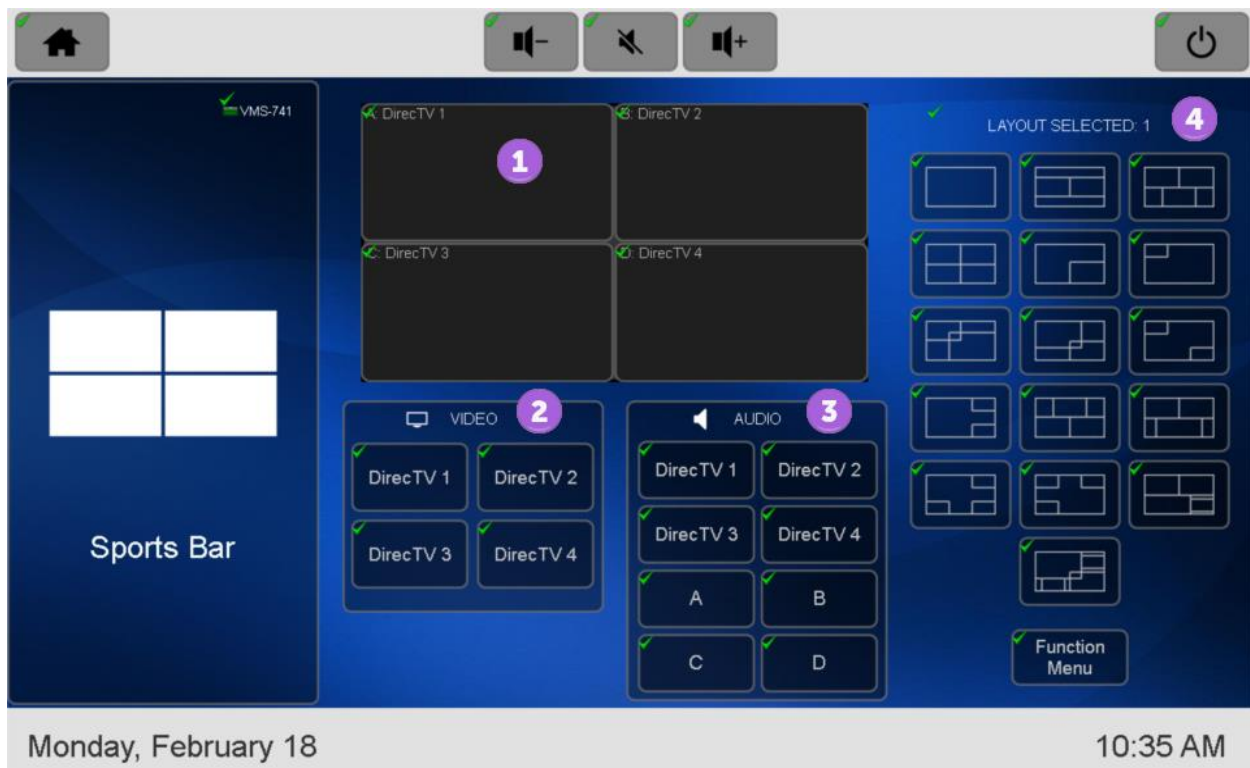 VMS-741
Sports Bar
A: DirecTV 1
B: DirecTV 2
1
C: DirecTV 3
D: DirecTV 4
VIDEO 2
DirecTV 1 DirecTV 2
DirecTV 3 DirecTV 4
AUDIO 3
DirecTV 1 DirecTV 2
DirecTV 3 DirecTV 4
A B
C D
LAYOUT SELECTED: 1 4
Function
Menu
Monday, February 18
10:35 AM